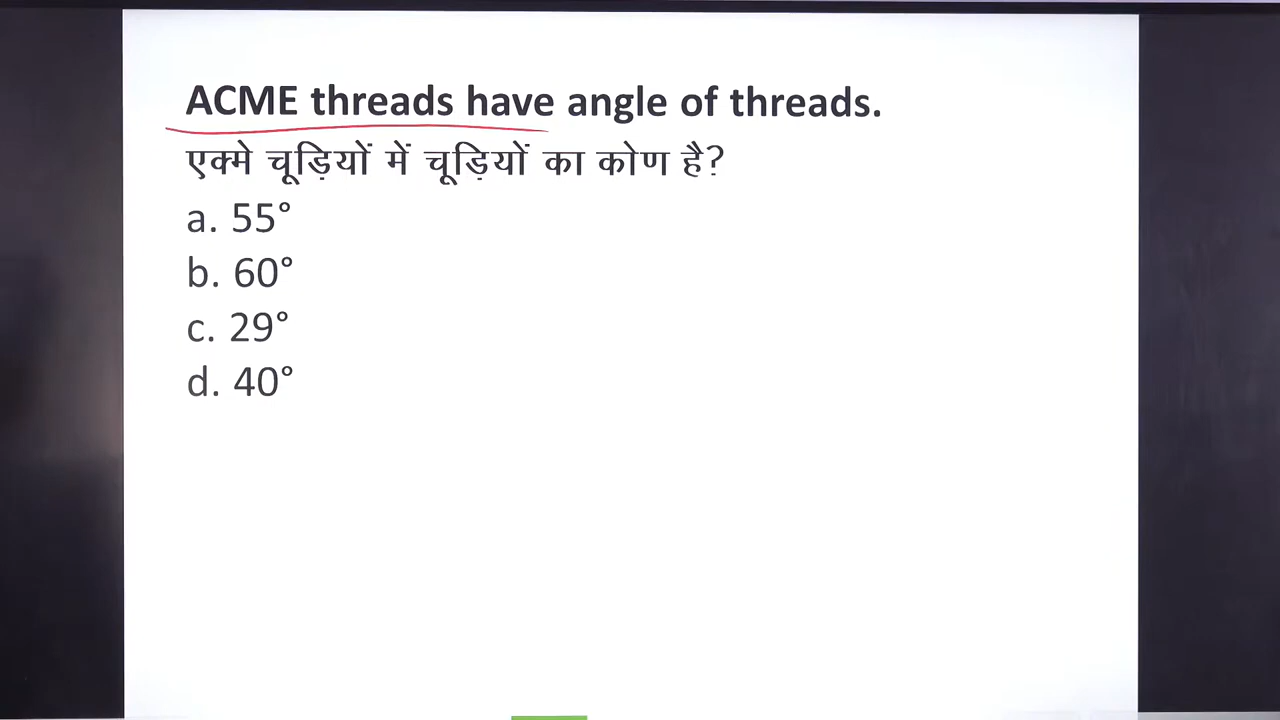 ACME threads have angle of threads.
एक्मे चूड़ियों में चूड़ियों का कोण है?
a. 55°
b. 60°
c. 29°
d. 40°